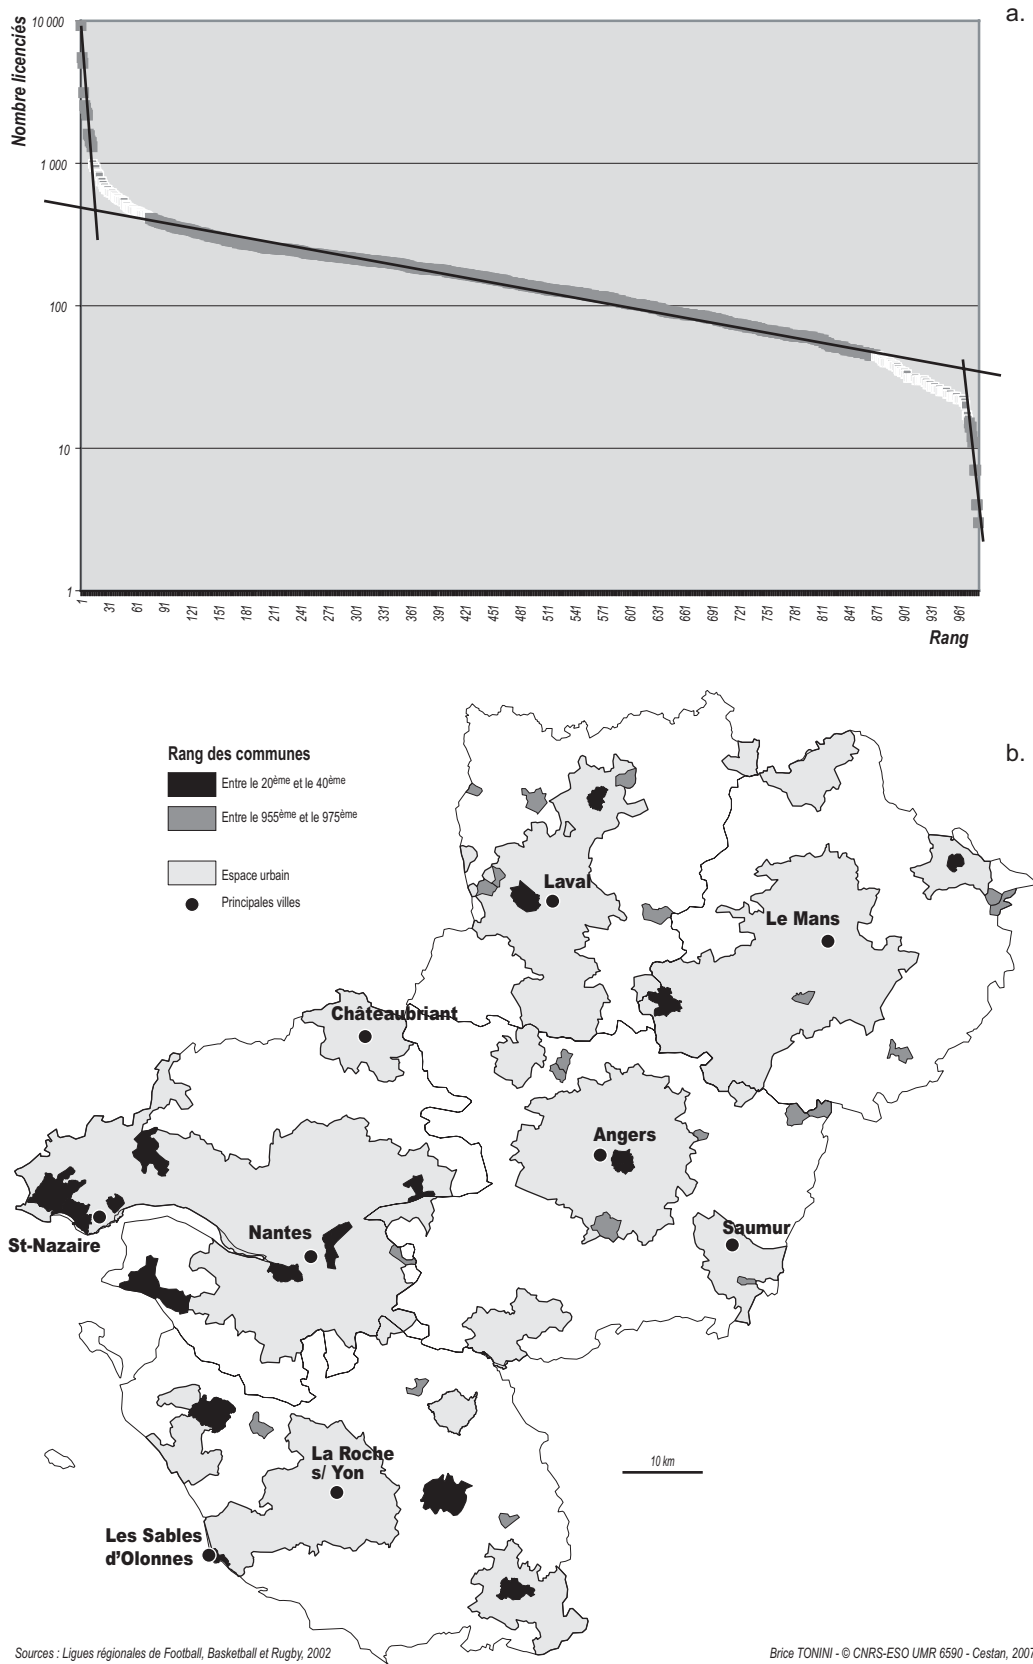 a.
Nombre licenciés
10 000
1 000
100
10
1
1 31 61 91 121 151 181 211 241 271 301 331 361 391 421 451 481 511 541 571 601 631 661 691 721 751 781 811 841 871 901 931 961
Rang
b.
Rang des communes
Entre le 20ème et le 40ème
Entre le 955ème et le 975ème
Espace urbain
Principales villes
Laval
Le Mans
Châteaubriant
Angers
St-Nazaire
Nantes
Saumur
La Roche
s/ Yon
10 km
Les Sables
d'Olonnes
Sources : Ligues régionales de Football, Basketball et Rugby, 2002
Brice TONINI - © CNRS-ESO UMR 6590 - Cestan, 2007